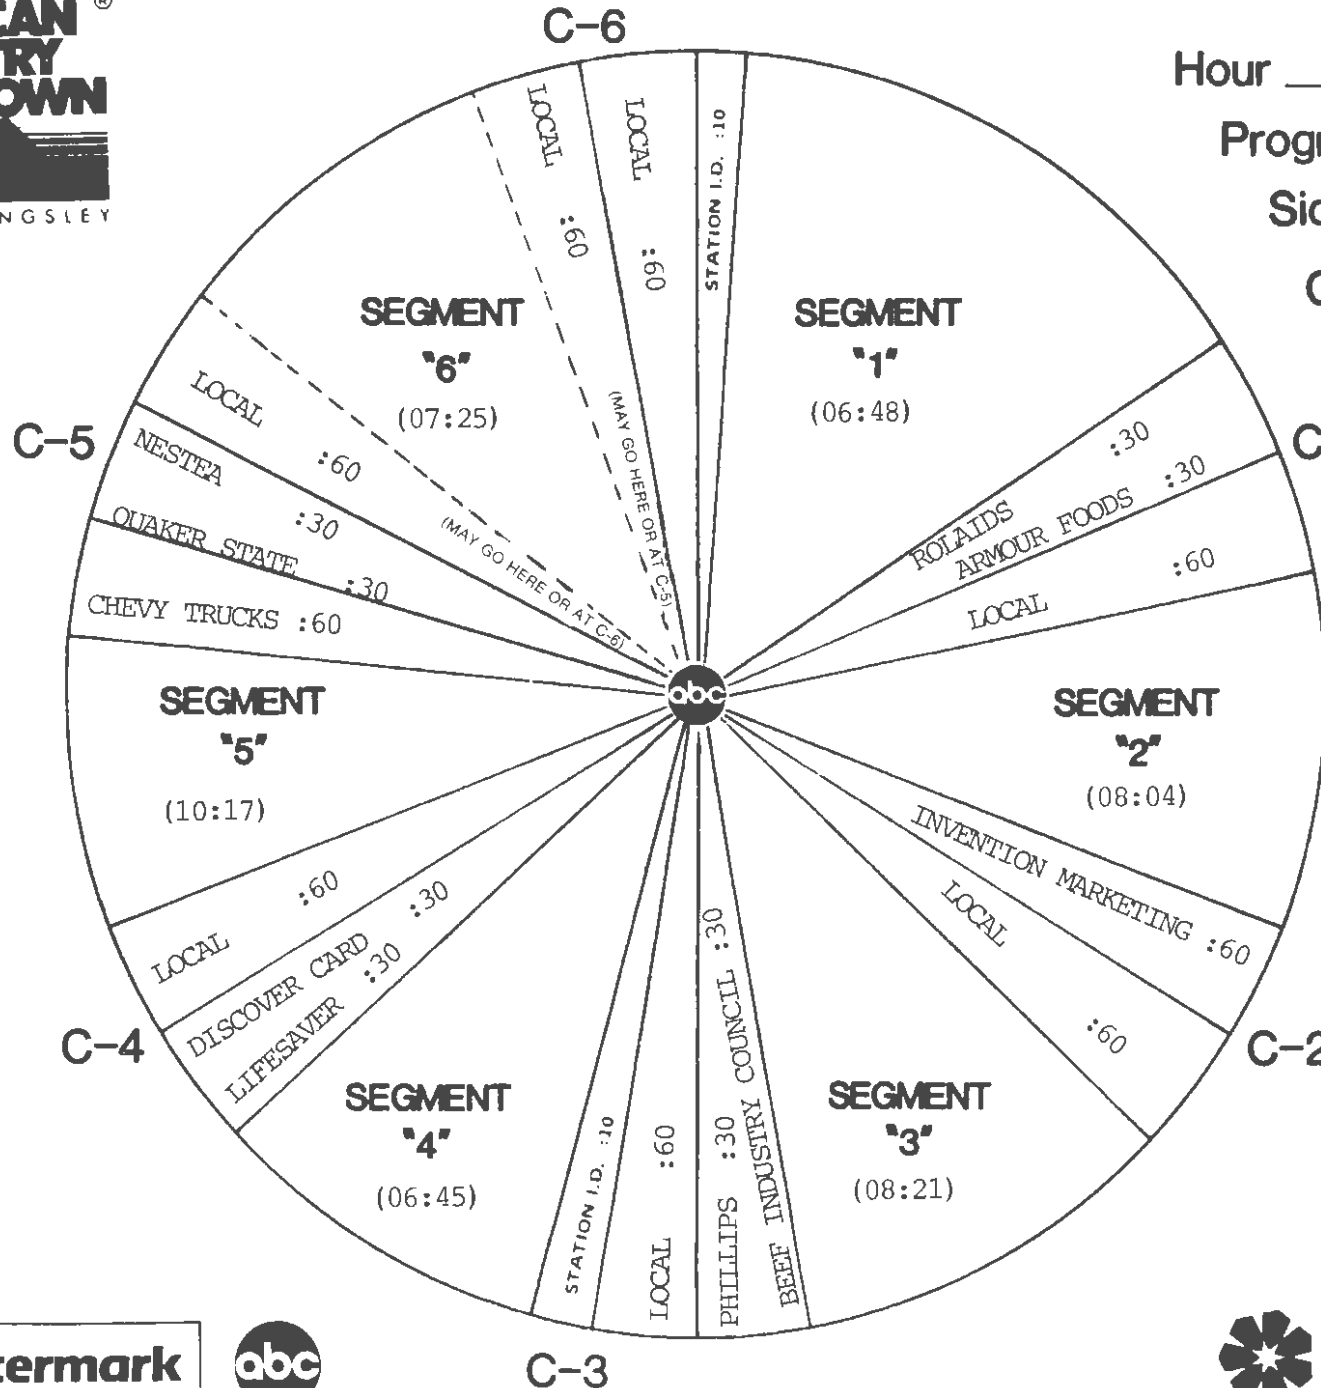 CAN ®
TRY
OWN
NGSLEY
C-6
Hour
Progr
Sid
C
STATION I.D. :10
SEGMENT
"1"
(06:48)
ROLAIDS :30
ARMOUR FOODS :30
C
LOCAL :60
SEGMENT
"2"
(08:04)
INVENTION MARKETING :60
C-2
LOCAL :60
SEGMENT
"3"
(08:21)
BEEF INDUSTRY COUNCIL :30
PHILLIPS :30
C-3
LOCAL :60
STATION I.D. :10
SEGMENT
"4"
(06:45)
LIFESAVER :30
DISCOVER CARD :30
C-4
LOCAL :60
SEGMENT
"5"
(10:17)
CHEVY TRUCKS :60
QUAKER STATE :30
NESTEA :30
C-5
LOCAL :60
(MAY GO HERE OR AT C-6)
SEGMENT
"6"
(07:25)
LOCAL :60
(MAY GO HERE OR AT C-5)
LOCAL :60
abc
termark
abc